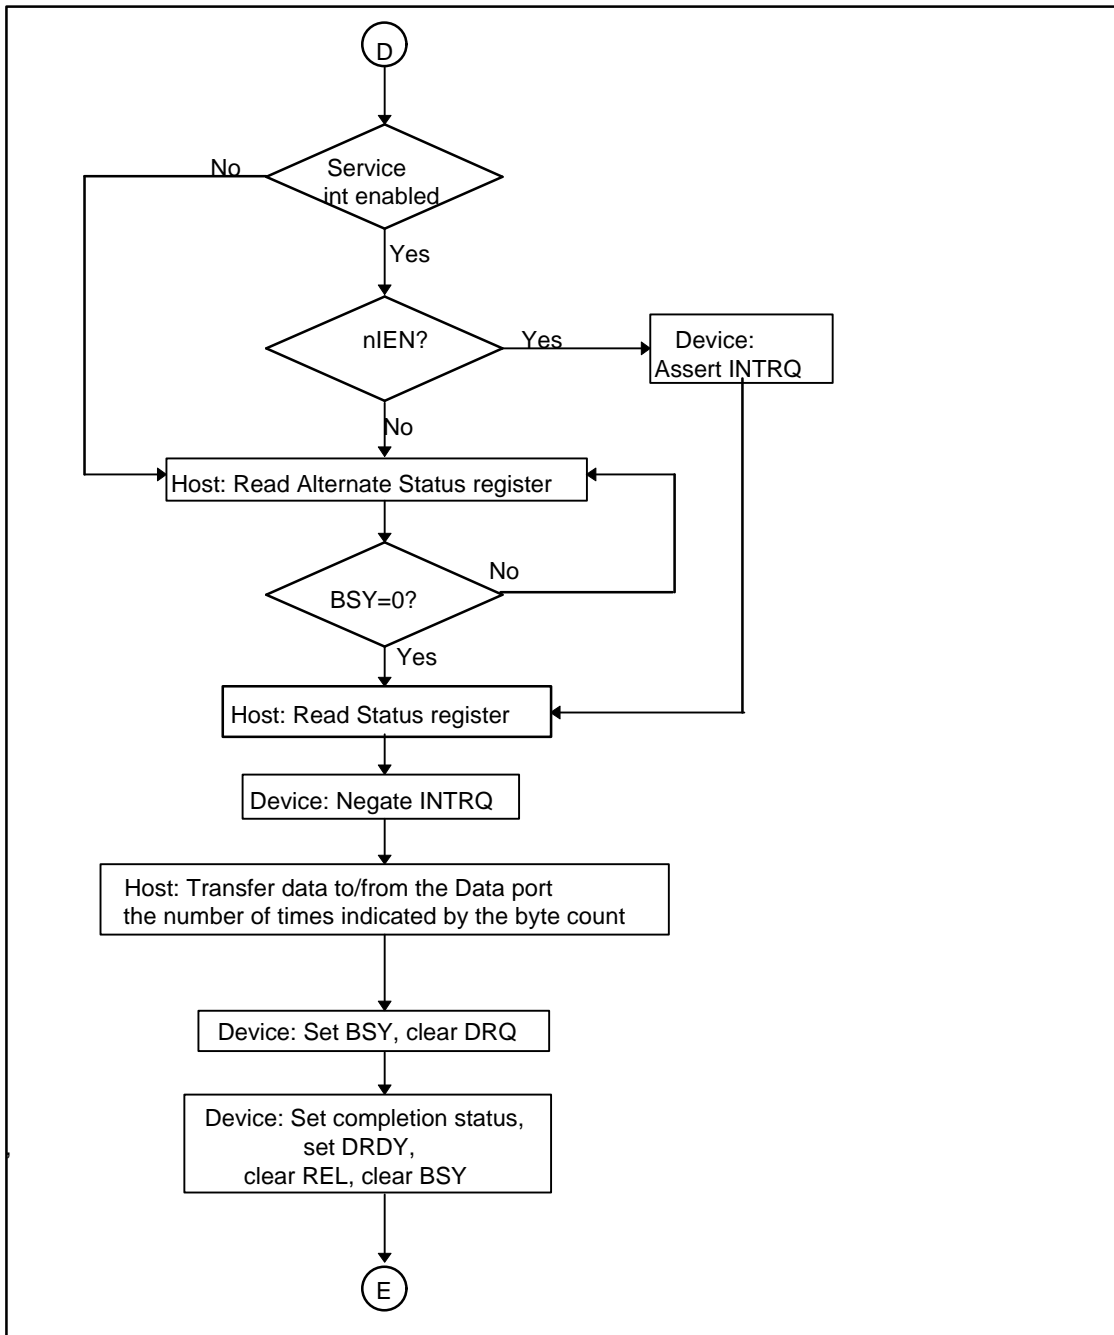 D
No
Service
int enabled
Yes
nIEN?
Yes
Device:
Assert INTRQ
No
Host: Read Alternate Status register
No
BSY=0?
Yes
Host: Read Status register
Device: Negate INTRQ
Host: Transfer data to/from the Data port
the number of times indicated by the byte count
Device: Set BSY, clear DRQ
Device: Set completion status,
set DRDY,
,
clear REL, clear BSY
E